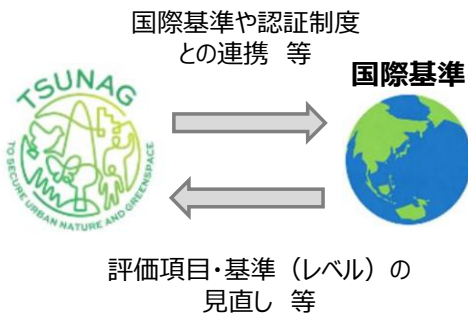 国際基準や認証制度
との連携 等
国際基準
TSUNAG
TO SECURE URBAN NATURE AND GREENSPACE
評価項目・基準（レベル）の
見直し 等